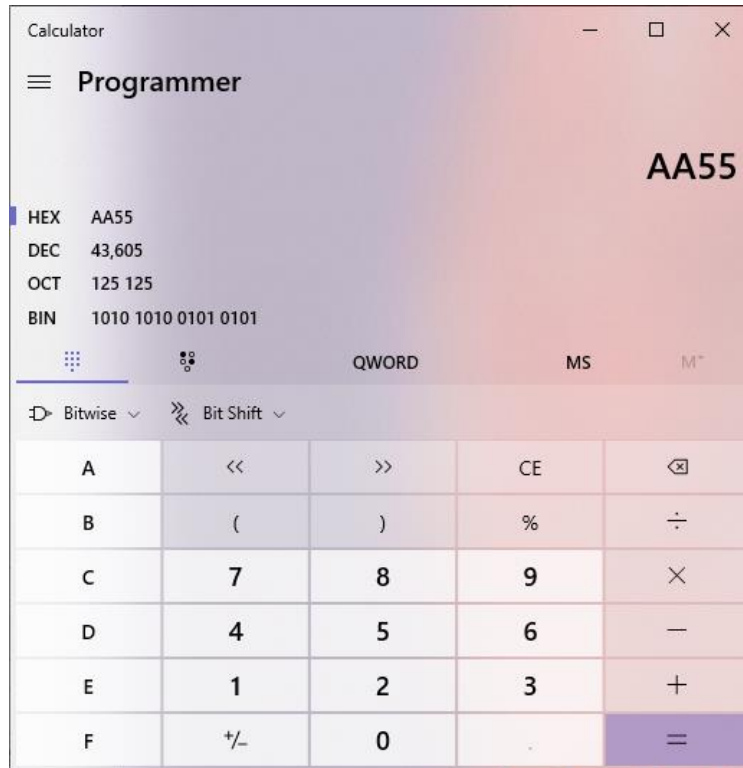 Calculator
Programmer
AA55
HEX AA55
DEC 43,605
OCT 125 125
BIN 1010 1010 0101 0101
QWORD MS M˅
Bitwise Bit Shift
A << >> CE
B ( ) % ÷
C 7 8 9 ×
D 4 5 6 −
E 1 2 3 +
F +/− 0 . =